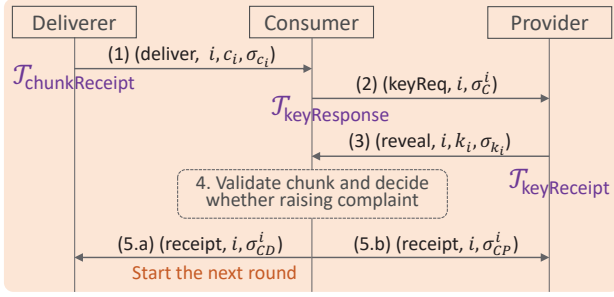 Deliverer Consumer Provider
(1) (deliver, i, c_i, σ_{c_i})
𝒯_chunkReceipt
(2) (keyReq, i, σ_C^i)
𝒯_keyResponse
(3) (reveal, i, k_i, σ_{k_i})
4. Validate chunk and decide
whether raising complaint
𝒯_keyReceipt
(5.a) (receipt, i, σ_{CD}^i) (5.b) (receipt, i, σ_{CP}^i)
Start the next round